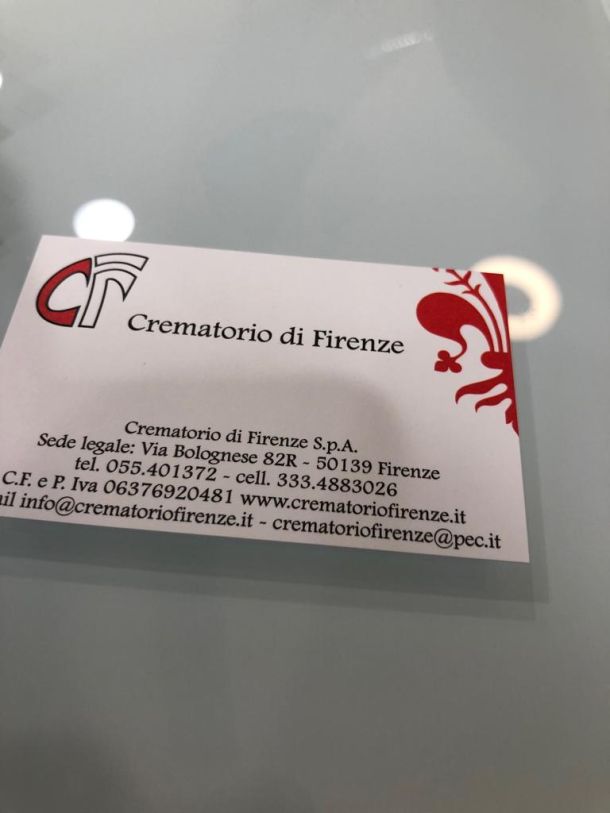 CF
Crematorio di Firenze
Crematorio di Firenze S.p.A.
Sede legale: Via Bolognese 82R - 50139 Firenze
tel. 055.401372 - cell. 333.4883026
C.F. e P. Iva 06376920481 www.crematoriofirenze.it
info@crematoriofirenze.it - crematoriofirenze@pec.it